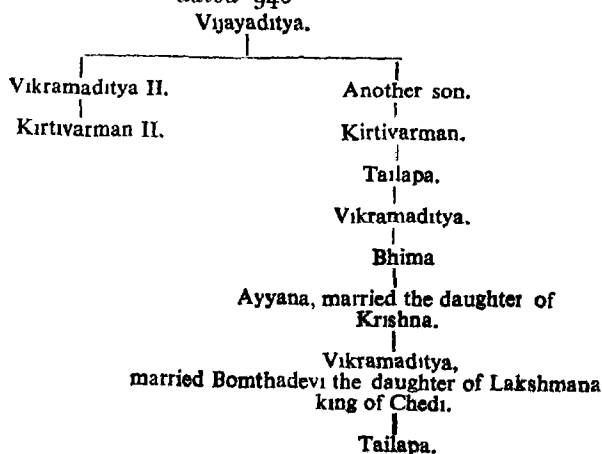 Vijayaditya.
Vikramaditya II. Another son.
Kirtivarman II. Kirtivarman.
Tailapa.
Vikramaditya.
Bhima
Ayyana, married the daughter of
Krishna.
Vikramaditya,
married Bomthadevi the daughter of Lakshmana
king of Chedi.
Tailapa.